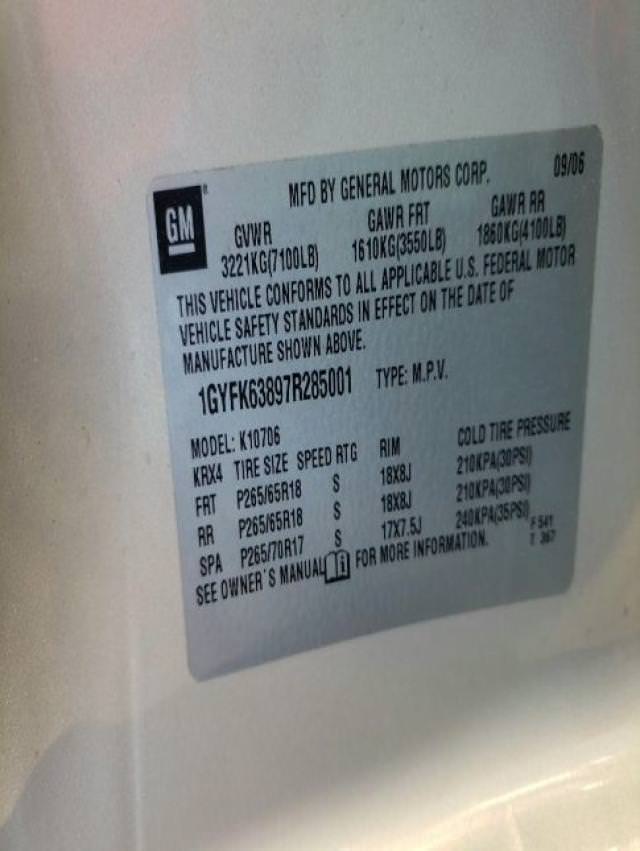 GM ®
MFD BY GENERAL MOTORS CORP. 09/06
GVWR GAWR FRT GAWR RR
3221KG(7100LB) 1610KG(3550LB) 1860KG(4100LB)
THIS VEHICLE CONFORMS TO ALL APPLICABLE U.S. FEDERAL MOTOR
VEHICLE SAFETY STANDARDS IN EFFECT ON THE DATE OF
MANUFACTURE SHOWN ABOVE.
1GYFK63897R285001 TYPE: M.P.V.
MODEL: K10706
KRX4 TIRE SIZE SPEED RTG RIM COLD TIRE PRESSURE
FRT P265/65R18 S 18X8J 210KPA(30PSI)
RR P265/65R18 S 18X8J 210KPA(30PSI)
SPA P265/70R17 S 17X7.5J 240KPA(35PSI)
SEE OWNER'S MANUAL i FOR MORE INFORMATION.
F 541
T 367